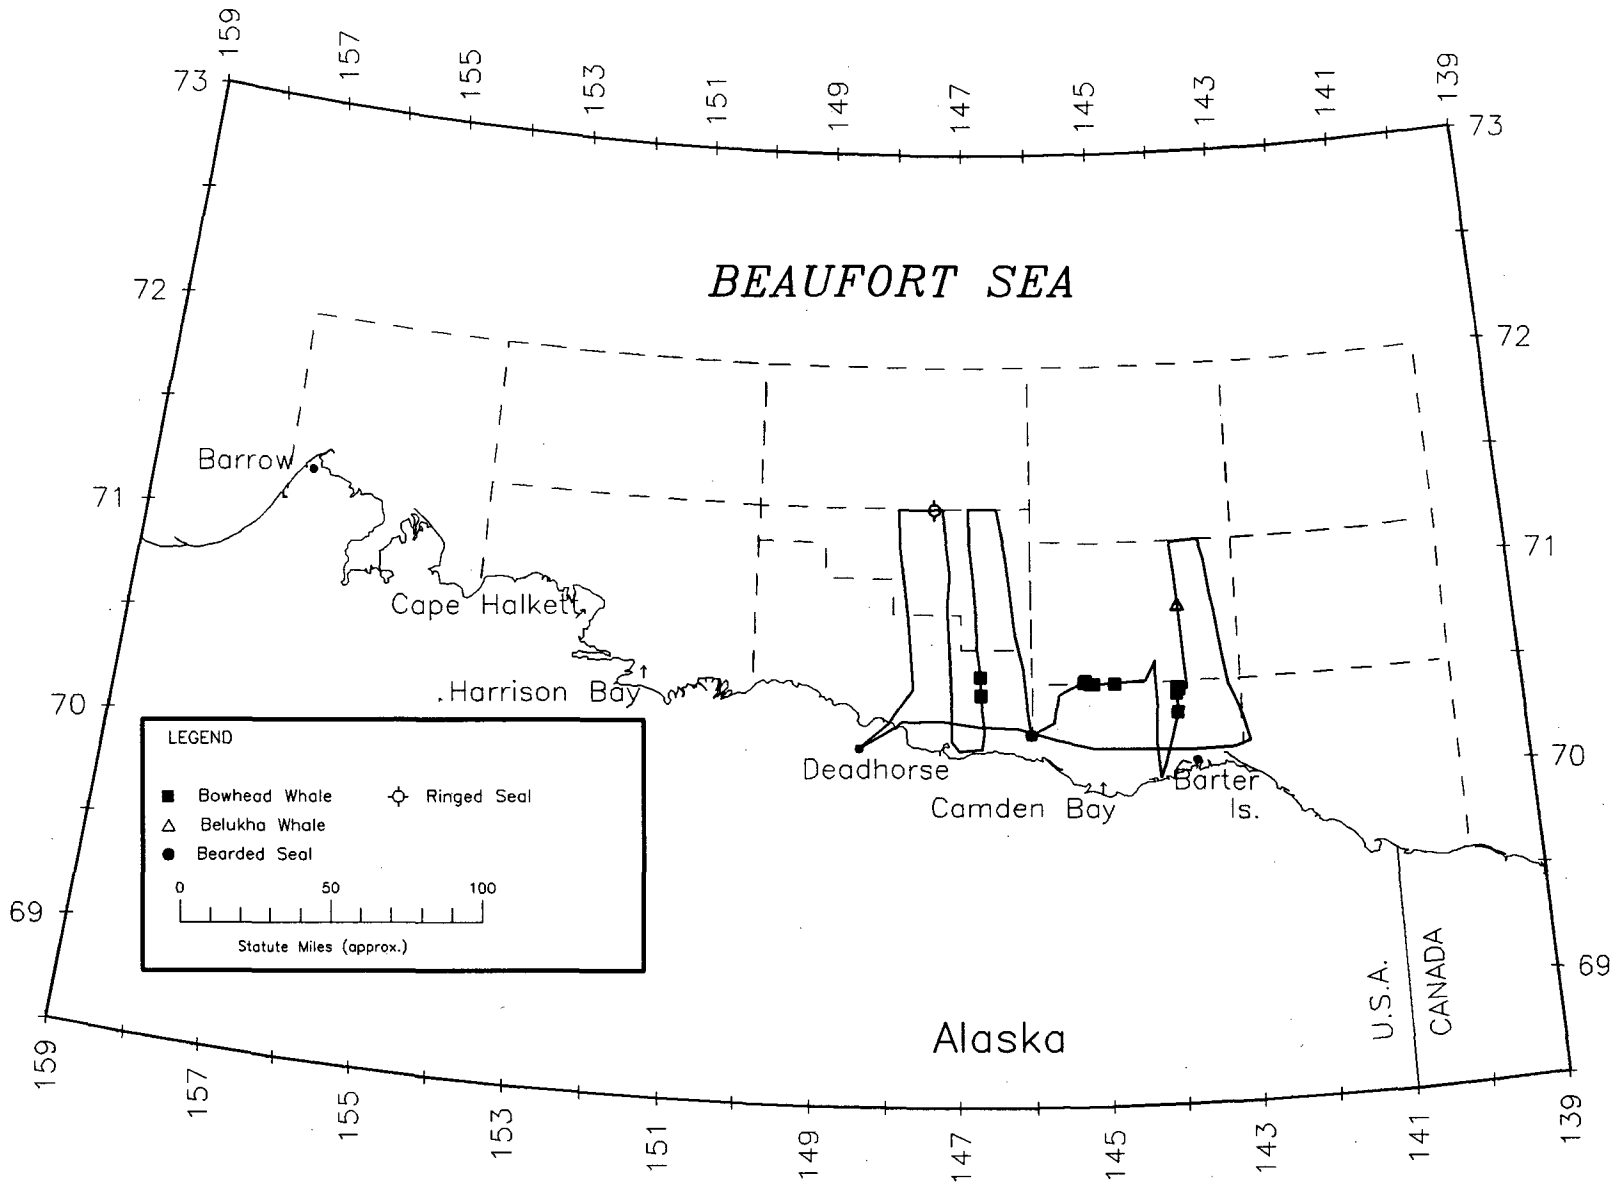 159
157
155
153
151
149
147
145
143
141
139
73
73
BEAUFORT SEA
72
72
Barrow
71
71
Cape Halkett
.Harrison Bay
70
70
Deadhorse
Camden Bay
Barter
Is.
LEGEND
Bowhead Whale
Ringed Seal
Belukha Whale
Bearded Seal
0 50 100
Statute Miles (approx.)
69
69
U.S.A.
CANADA
Alaska
159
157
155
153
151
149
147
145
143
141
139